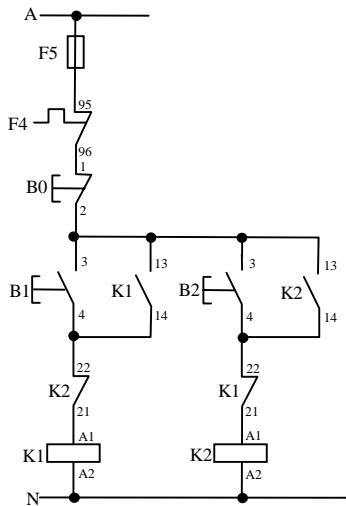 A
F5
95
F4
96
1
B0
2
3 13 3 13
B1 K1 B2 K2
4 14 4 14
22 22
K2 K1
21 21
A1 A1
K1 K2
A2 A2
N